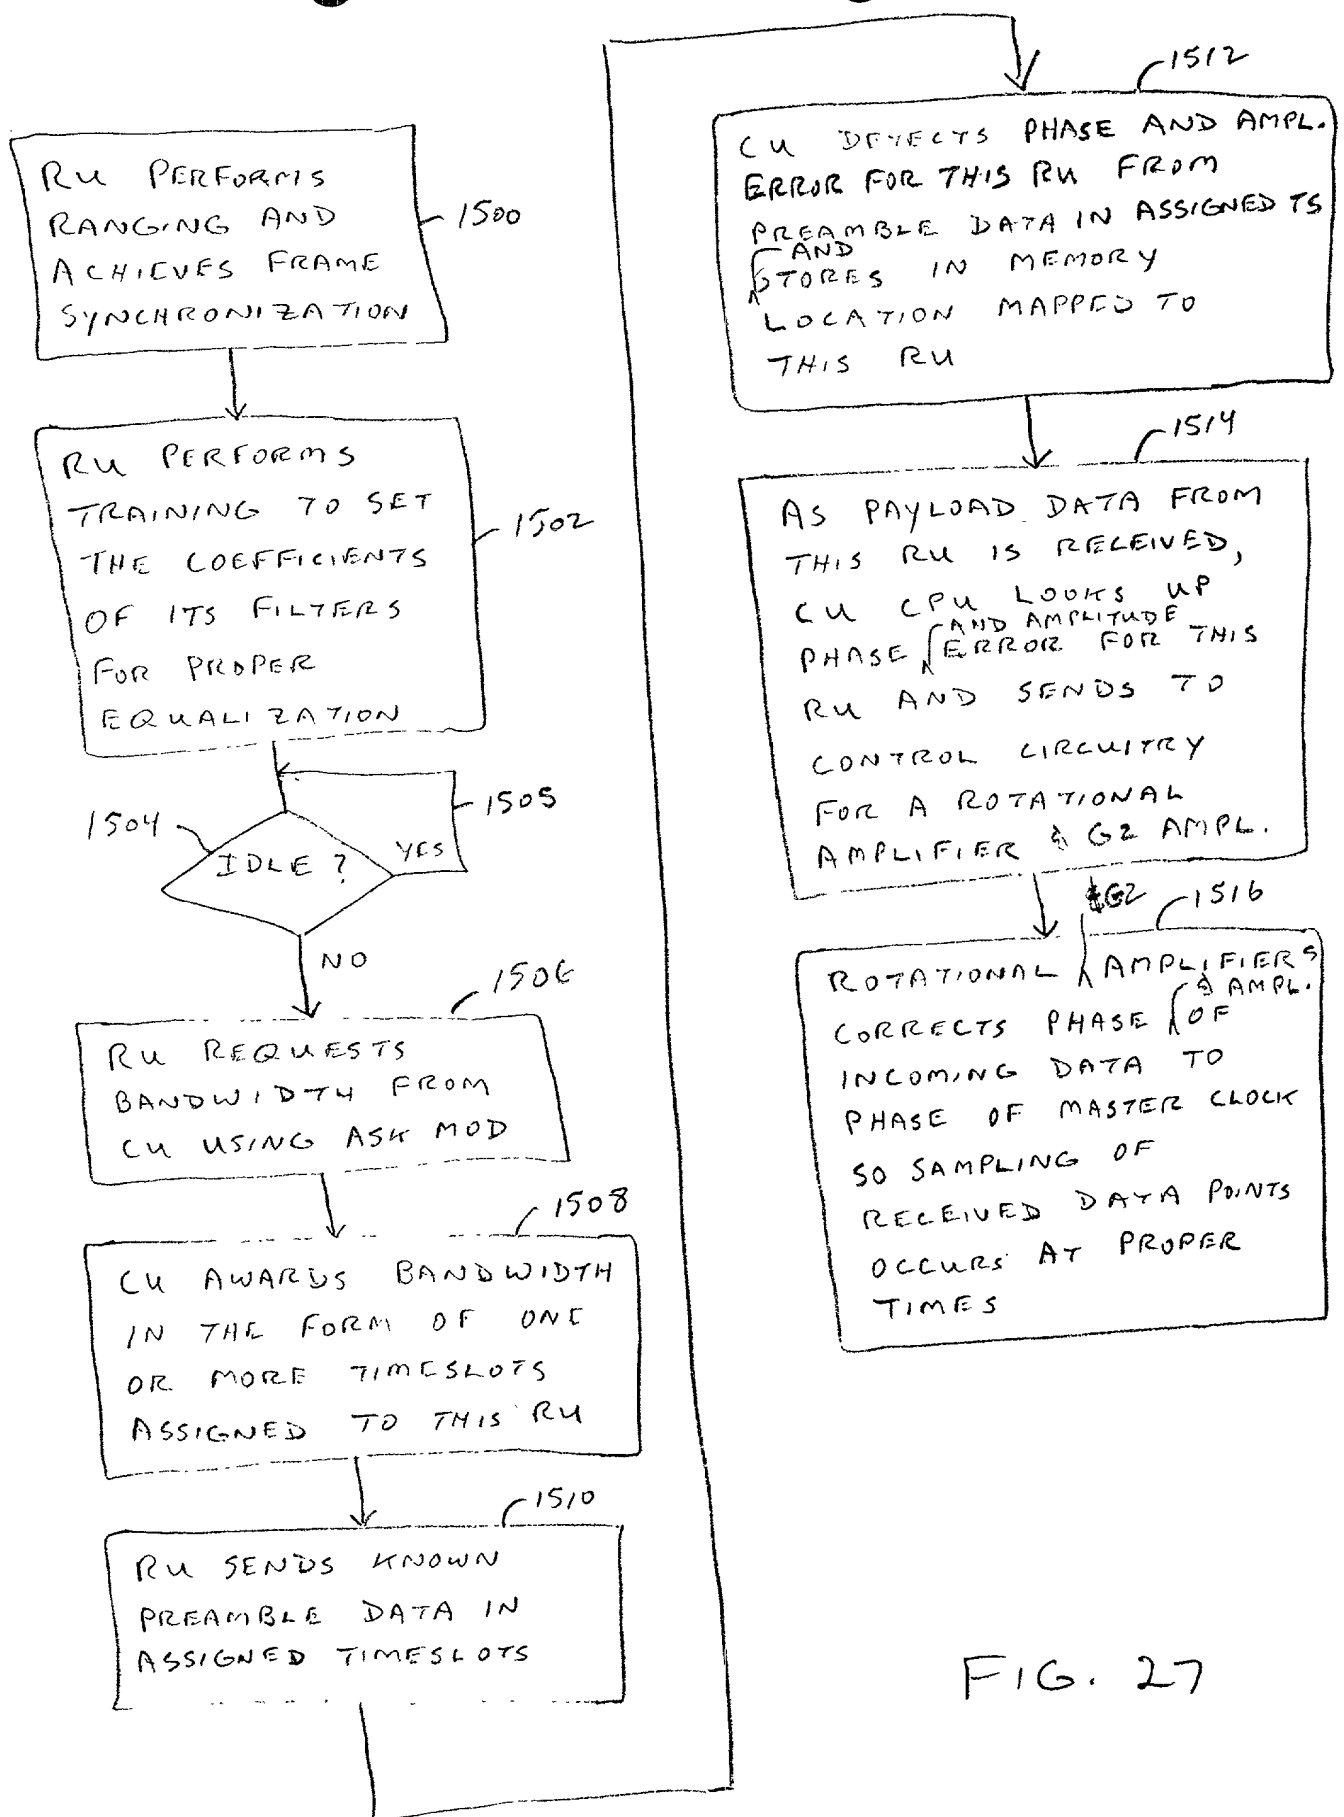 RU PERFORMS
RANGING AND
ACHIEVES FRAME
SYNCHRONIZATION
1500
RU PERFORMS
TRAINING TO SET
THE COEFFICIENTS
OF ITS FILTERS
FOR PROPER
EQUALIZATION
1502
1504
IDLE?
YES
1505
NO
1506
RU REQUESTS
BANDWIDTH FROM
CU USING ASK MOD
1508
CU AWARDS BANDWIDTH
IN THE FORM OF ONE
OR MORE TIMESLOTS
ASSIGNED TO THIS RU
1510
RU SENDS KNOWN
PREAMBLE DATA IN
ASSIGNED TIMESLOTS
1512
CU DETECTS PHASE AND AMPL.
ERROR FOR THIS RU FROM
PREAMBLE DATA IN ASSIGNED TS
AND
STORES IN MEMORY
LOCATION MAPPED TO
THIS RU
1514
AS PAYLOAD DATA FROM
THIS RU IS RECEIVED,
CU CPU LOOKS UP
AND AMPLITUDE
PHASE ERROR FOR THIS
RU AND SENDS TO
CONTROL CIRCUITRY
FOR A ROTATIONAL
AMPLIFIER & G2 AMPL.
&G2
1516
ROTATIONAL AMPLIFIERS
& AMPL.
CORRECTS PHASE OF
INCOMING DATA TO
PHASE OF MASTER CLOCK
SO SAMPLING OF
RECEIVED DATA POINTS
OCCURS AT PROPER
TIMES
FIG. 27